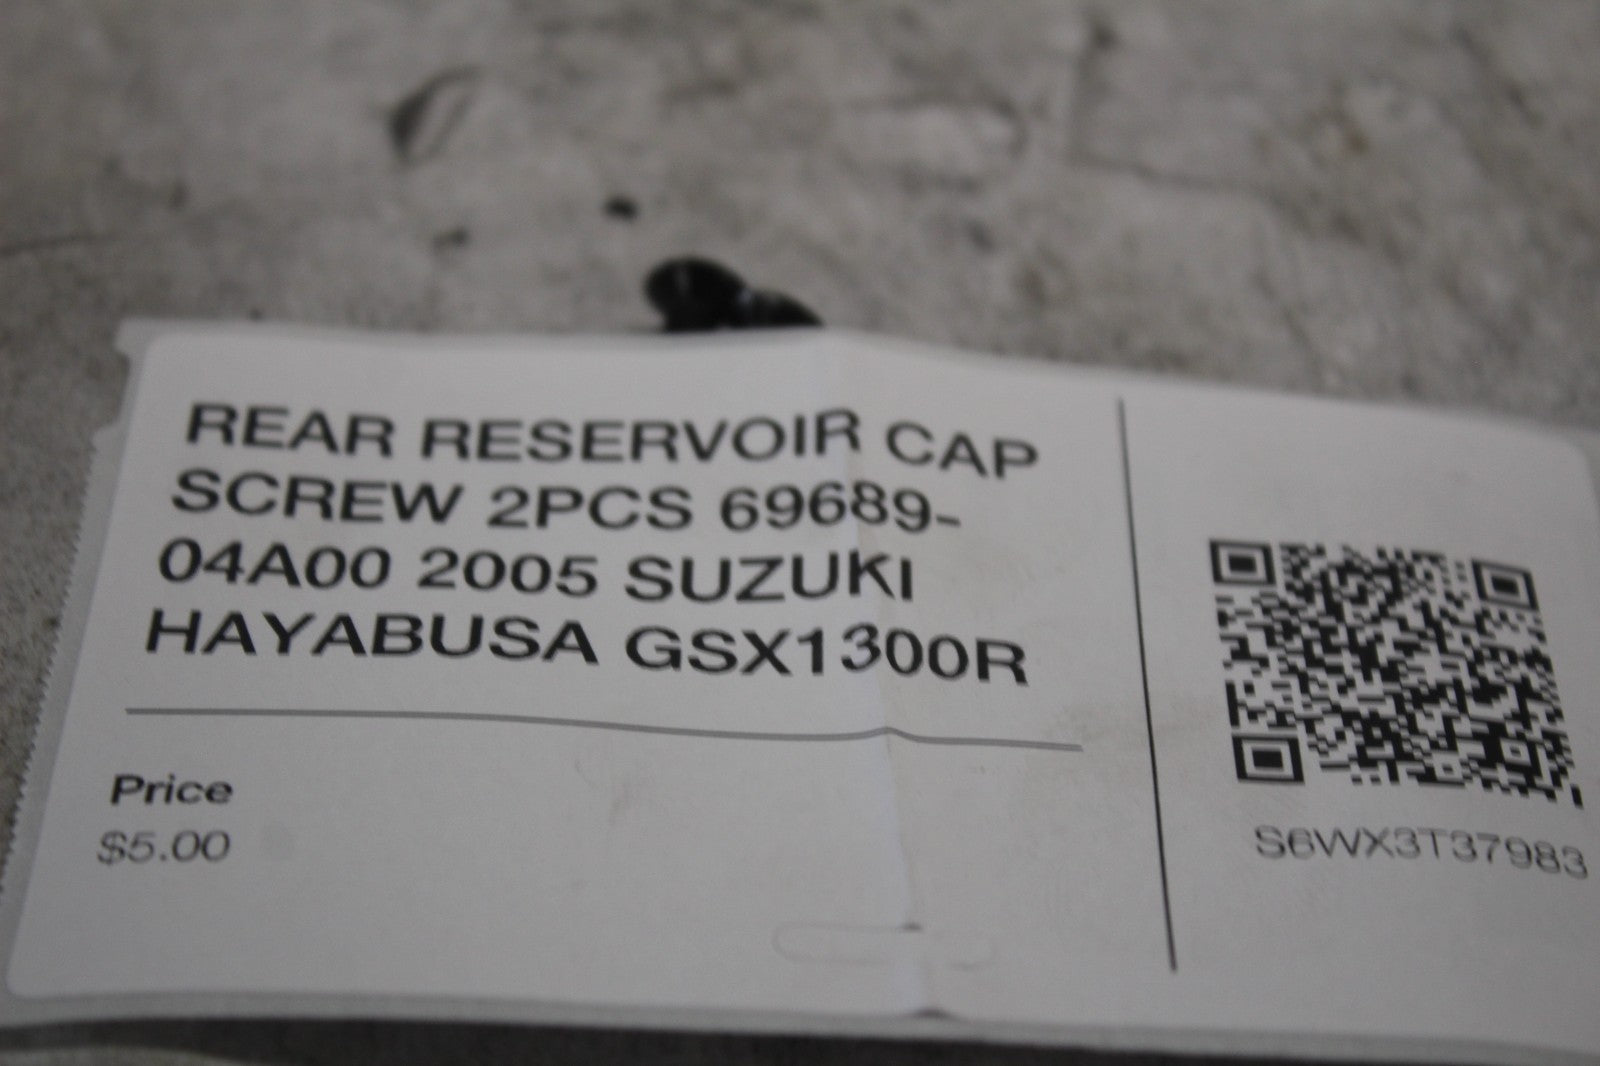 REAR RESERVOIR CAP
SCREW 2PCS 69689-
04A00 2005 SUZUKI
HAYABUSA GSX1300R
Price
$5.00
S6WX3T37983